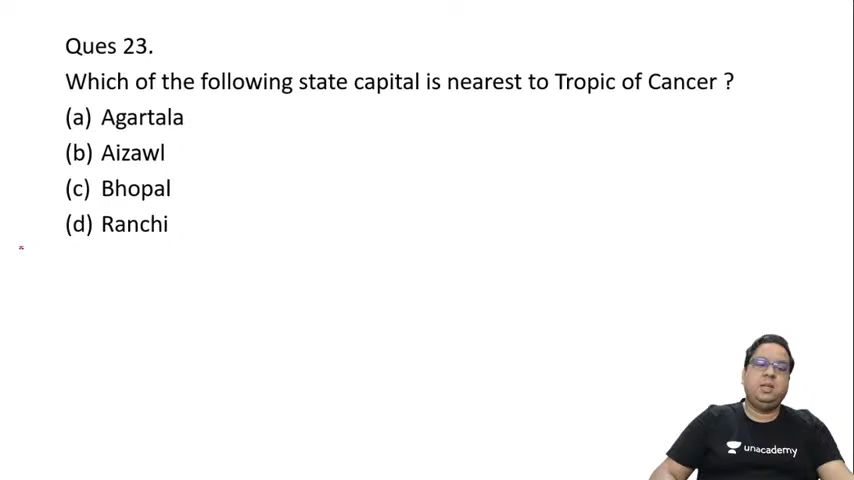 Ques 23.
Which of the following state capital is nearest to Tropic of Cancer ?
(a) Agartala
(b) Aizawl
(c) Bhopal
(d) Ranchi
unacademy